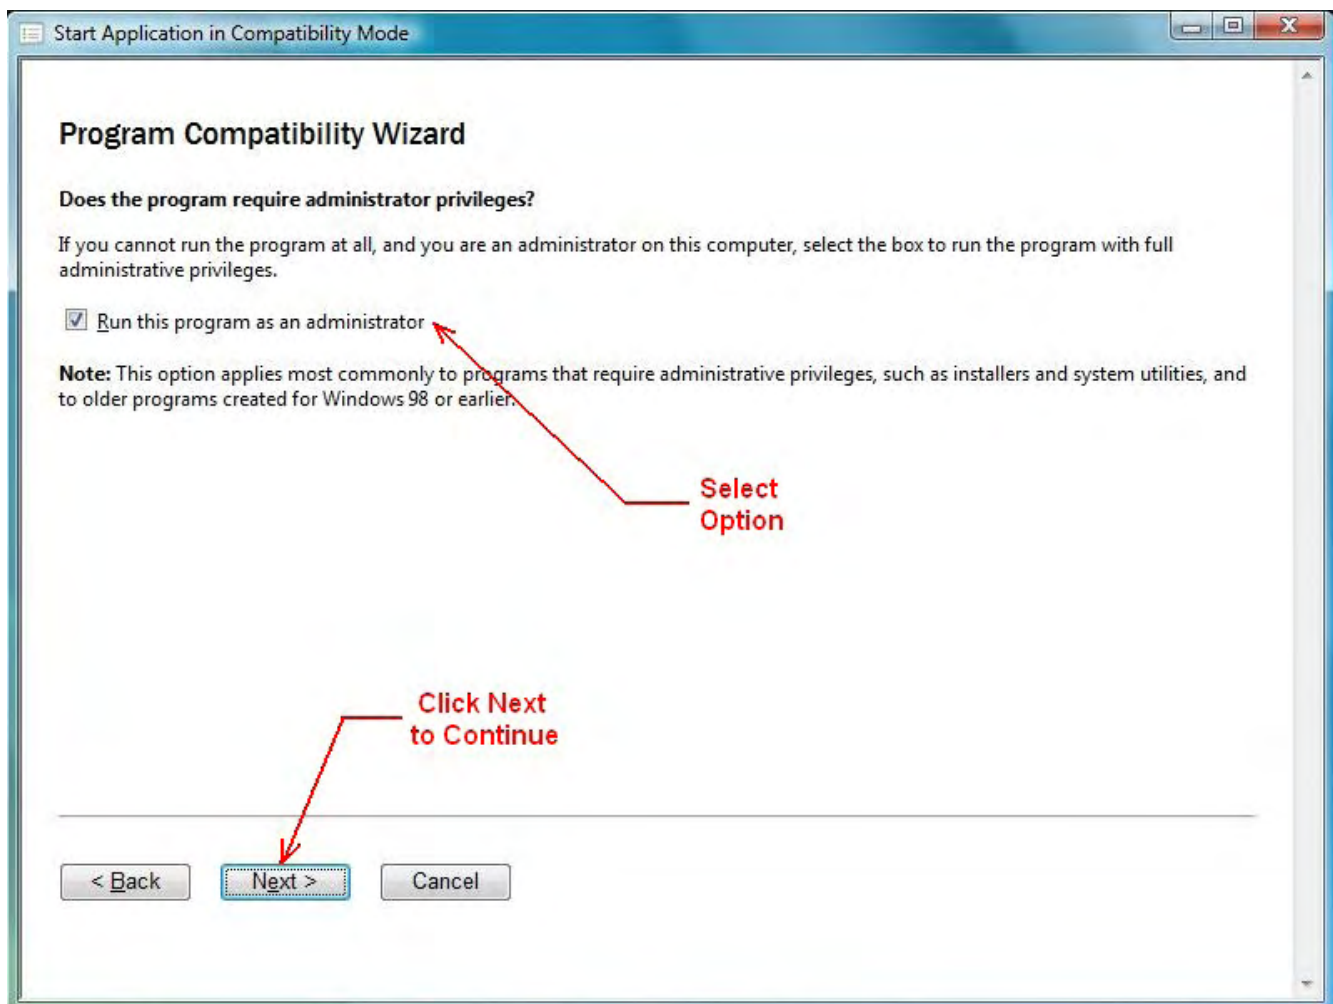 Start Application in Compatibility Mode
Program Compatibility Wizard
Does the program require administrator privileges?
If you cannot run the program at all, and you are an administrator on this computer, select the box to run the program with full
administrative privileges.
Run this program as an administrator
Note: This option applies most commonly to programs that require administrative privileges, such as installers and system utilities, and
to older programs created for Windows 98 or earlier.
Select
Option
Click Next
to Continue
< Back
Next >
Cancel